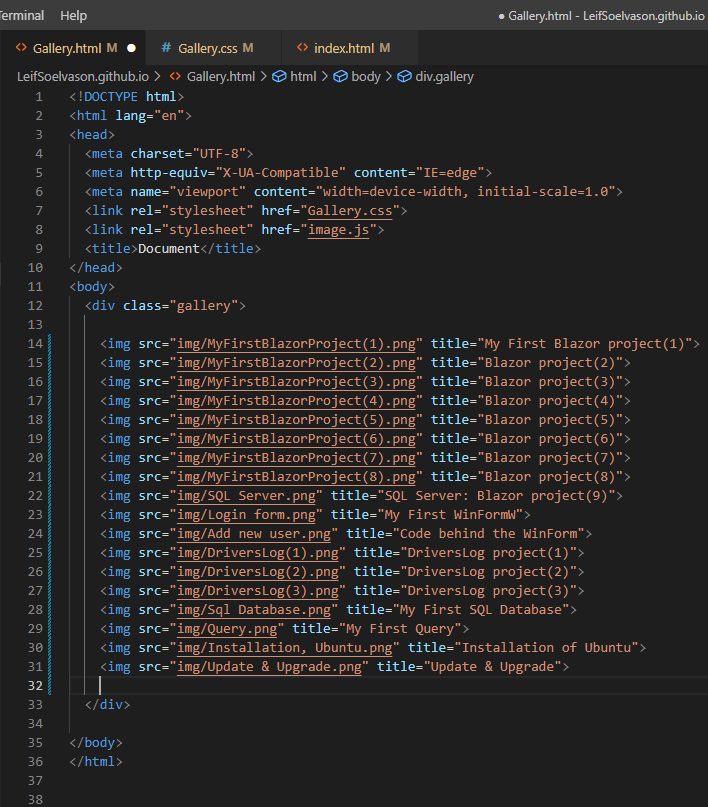 Terminal Help ● Gallery.html - LeifSoelvason.github.io
<> Gallery.html M ● # Gallery.css M <> index.html M
LeifSoelvason.github.io > <> Gallery.html > html > body > div.gallery
1 <!DOCTYPE html>
2 <html lang="en">
3 <head>
4 <meta charset="UTF-8">
5 <meta http-equiv="X-UA-Compatible" content="IE=edge">
6 <meta name="viewport" content="width=device-width, initial-scale=1.0">
7 <link rel="stylesheet" href="Gallery.css">
8 <link rel="stylesheet" href="image.js">
9 <title>Document</title>
10 </head>
11 <body>
12 <div class="gallery">
13
14 <img src="img/MyFirstBlazorProject(1).png" title="My First Blazor project(1)">
15 <img src="img/MyFirstBlazorProject(2).png" title="Blazor project(2)">
16 <img src="img/MyFirstBlazorProject(3).png" title="Blazor project(3)">
17 <img src="img/MyFirstBlazorProject(4).png" title="Blazor project(4)">
18 <img src="img/MyFirstBlazorProject(5).png" title="Blazor project(5)">
19 <img src="img/MyFirstBlazorProject(6).png" title="Blazor project(6)">
20 <img src="img/MyFirstBlazorProject(7).png" title="Blazor project(7)">
21 <img src="img/MyFirstBlazorProject(8).png" title="Blazor project(8)">
22 <img src="img/SQL Server.png" title="SQL Server: Blazor project(9)">
23 <img src="img/Login form.png" title="My First WinFormW">
24 <img src="img/Add new user.png" title="Code behind the WinForm">
25 <img src="img/DriversLog(1).png" title="DriversLog project(1)">
26 <img src="img/DriversLog(2).png" title="DriversLog project(2)">
27 <img src="img/DriversLog(3).png" title="DriversLog project(3)">
28 <img src="img/Sql Database.png" title="My First SQL Database">
29 <img src="img/Query.png" title="My First Query">
30 <img src="img/Installation, Ubuntu.png" title="Installation of Ubuntu">
31 <img src="img/Update & Upgrade.png" title="Update & Upgrade">
32
33 </div>
34
35 </body>
36 </html>
37
38